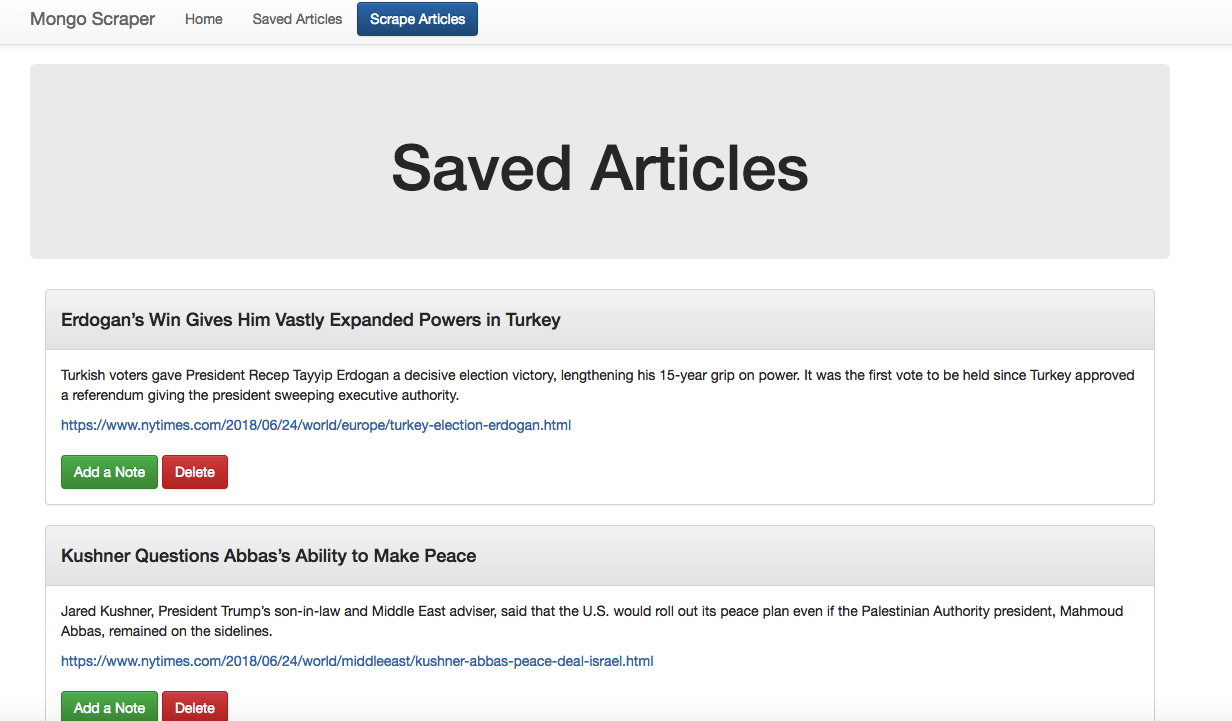 Mongo Scraper Home Saved Articles Scrape Articles
Saved Articles
Erdogan’s Win Gives Him Vastly Expanded Powers in Turkey
Turkish voters gave President Recep Tayyip Erdogan a decisive election victory, lengthening his 15-year grip on power. It was the first vote to be held since Turkey approved
a referendum giving the president sweeping executive authority.
https://www.nytimes.com/2018/06/24/world/europe/turkey-election-erdogan.html
Add a Note Delete
Kushner Questions Abbas’s Ability to Make Peace
Jared Kushner, President Trump’s son-in-law and Middle East adviser, said that the U.S. would roll out its peace plan even if the Palestinian Authority president, Mahmoud
Abbas, remained on the sidelines.
https://www.nytimes.com/2018/06/24/world/middleeast/kushner-abbas-peace-deal-israel.html
Add a Note Delete